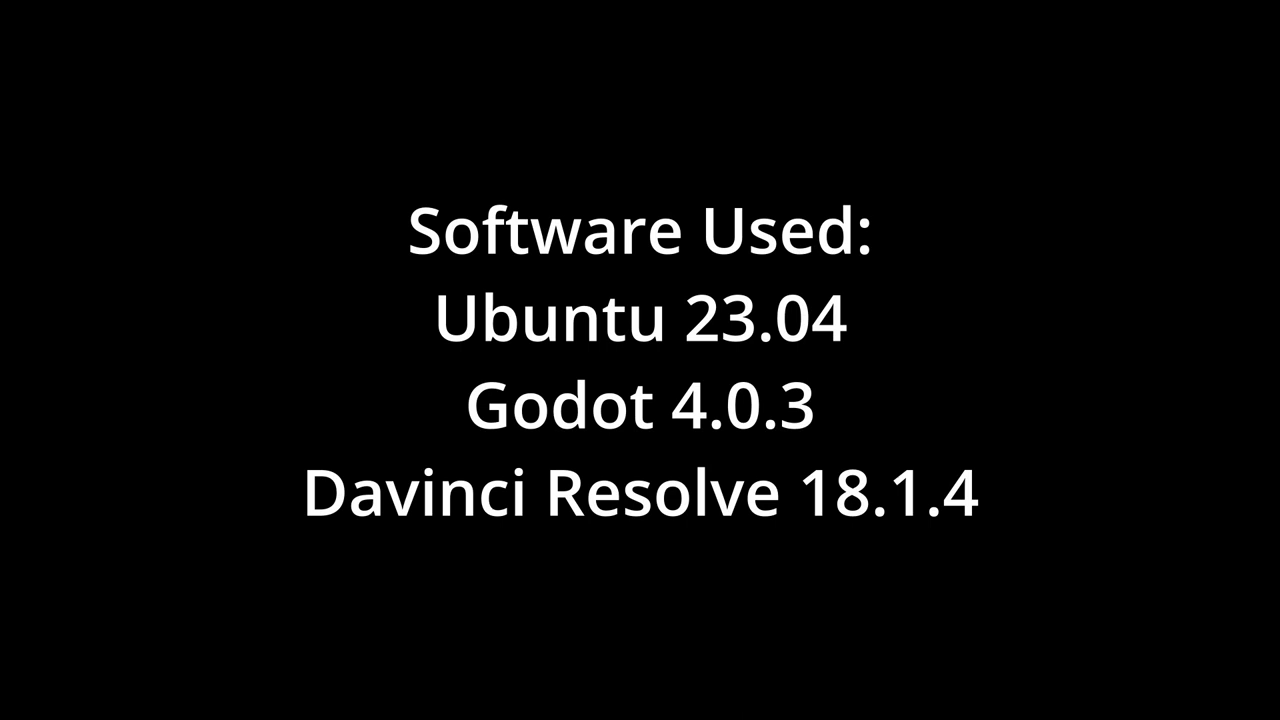 Software Used:
Ubuntu 23.04
Godot 4.0.3
Davinci Resolve 18.1.4